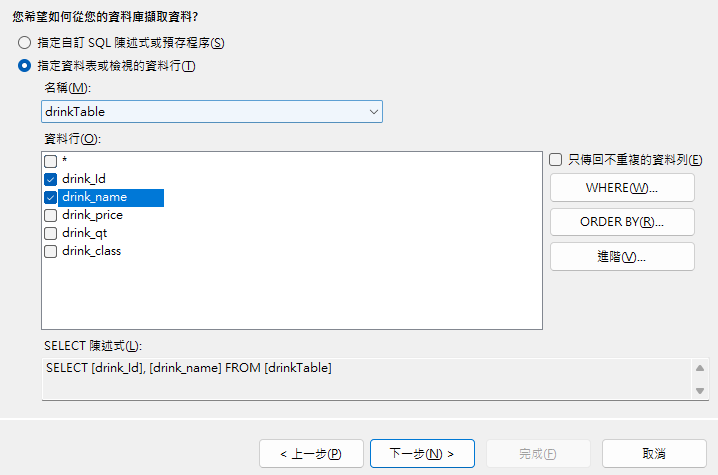 您希望如何從您的資料庫擷取資料?
指定自訂 SQL 陳述式或預存程序(S)
指定資料表或檢視的資料行(T)
名稱(M):
drinkTable
資料行(O):
*
drink_Id
drink_name
drink_price
drink_qt
drink_class
只傳回不重複的資料列(E)
WHERE(W)...
ORDER BY(R)...
進階(V)...
SELECT 陳述式(L):
SELECT [drink_Id], [drink_name] FROM [drinkTable]
< 上一步(P)
下一步(N) >
完成(F)
取消